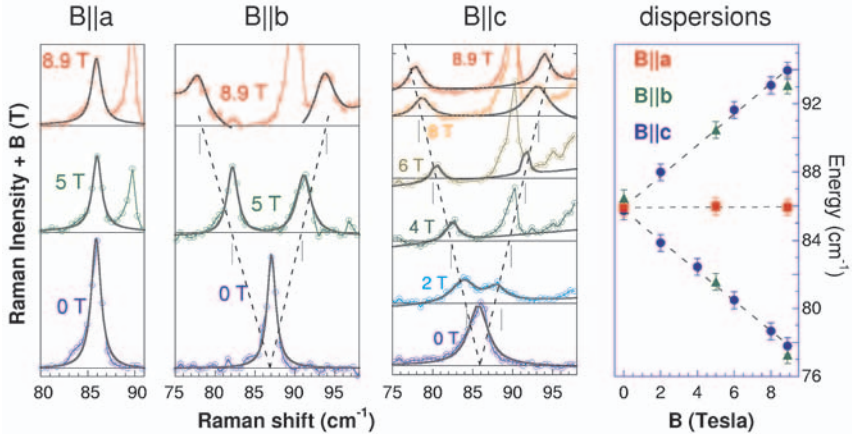 B||a
B||b
B||c
dispersions
Raman Inensity + B (T)
8.9 T
5 T
0 T
80 85 90
8.9 T
5 T
0 T
75 80 85 90 95
8.9 T
8 T
6 T
4 T
2 T
0 T
75 80 85 90 95
B||a
B||b
B||c
92
88
84
80
76
Energy (cm⁻¹)
0 2 4 6 8
Raman shift (cm⁻¹)
B (Tesla)